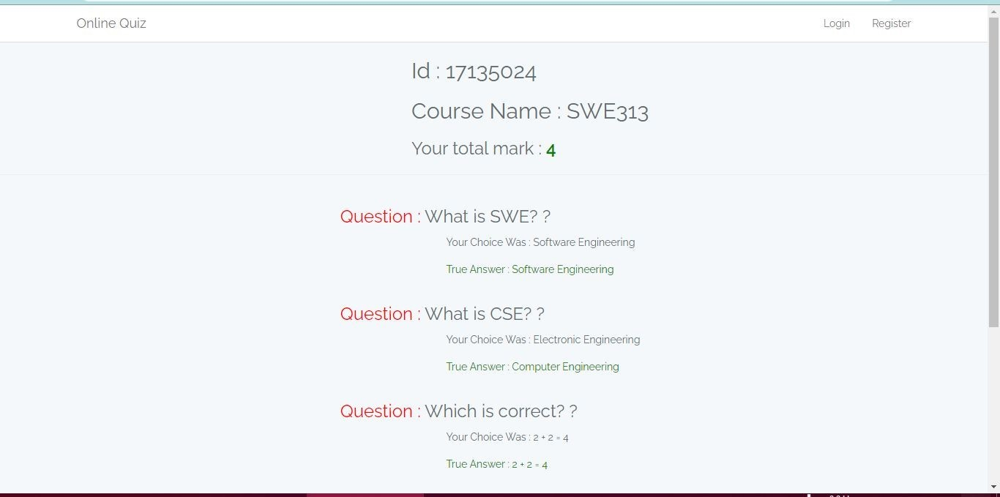 Online Quiz
Login
Register
Id : 17135024
Course Name : SWE313
Your total mark : 4
Question : What is SWE? ?
Your Choice Was : Software Engineering
True Answer : Software Engineering
Question : What is CSE? ?
Your Choice Was : Electronic Engineering
True Answer : Computer Engineering
Question : Which is correct? ?
Your Choice Was : 2 + 2 = 4
True Answer : 2 + 2 = 4